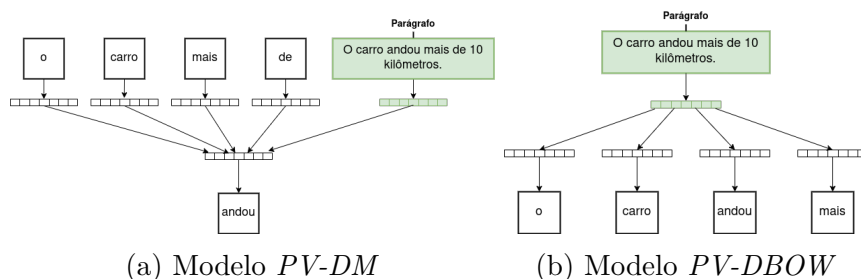 Parágrafo
O carro andou mais de 10
kilômetros.
o
carro
mais
de
andou
(a) Modelo PV-DM
Parágrafo
O carro andou mais de 10
kilômetros.
o
carro
andou
mais
(b) Modelo PV-DBOW